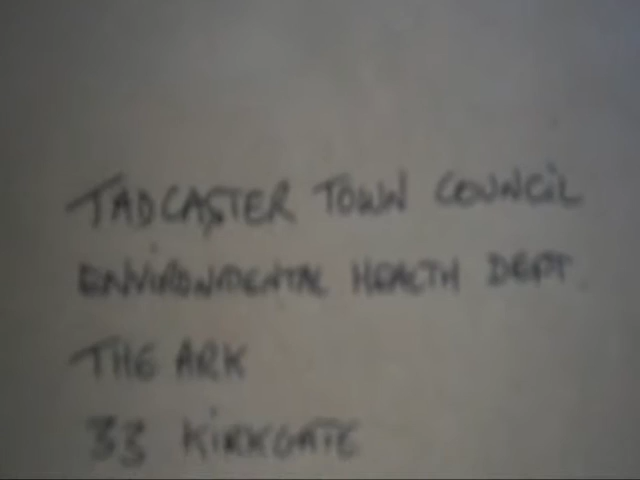 TADCASTER TOWN COUNCIL
ENVIRONMENTAL HEALTH DEPT.
THE ARK
33 KIRKGATE